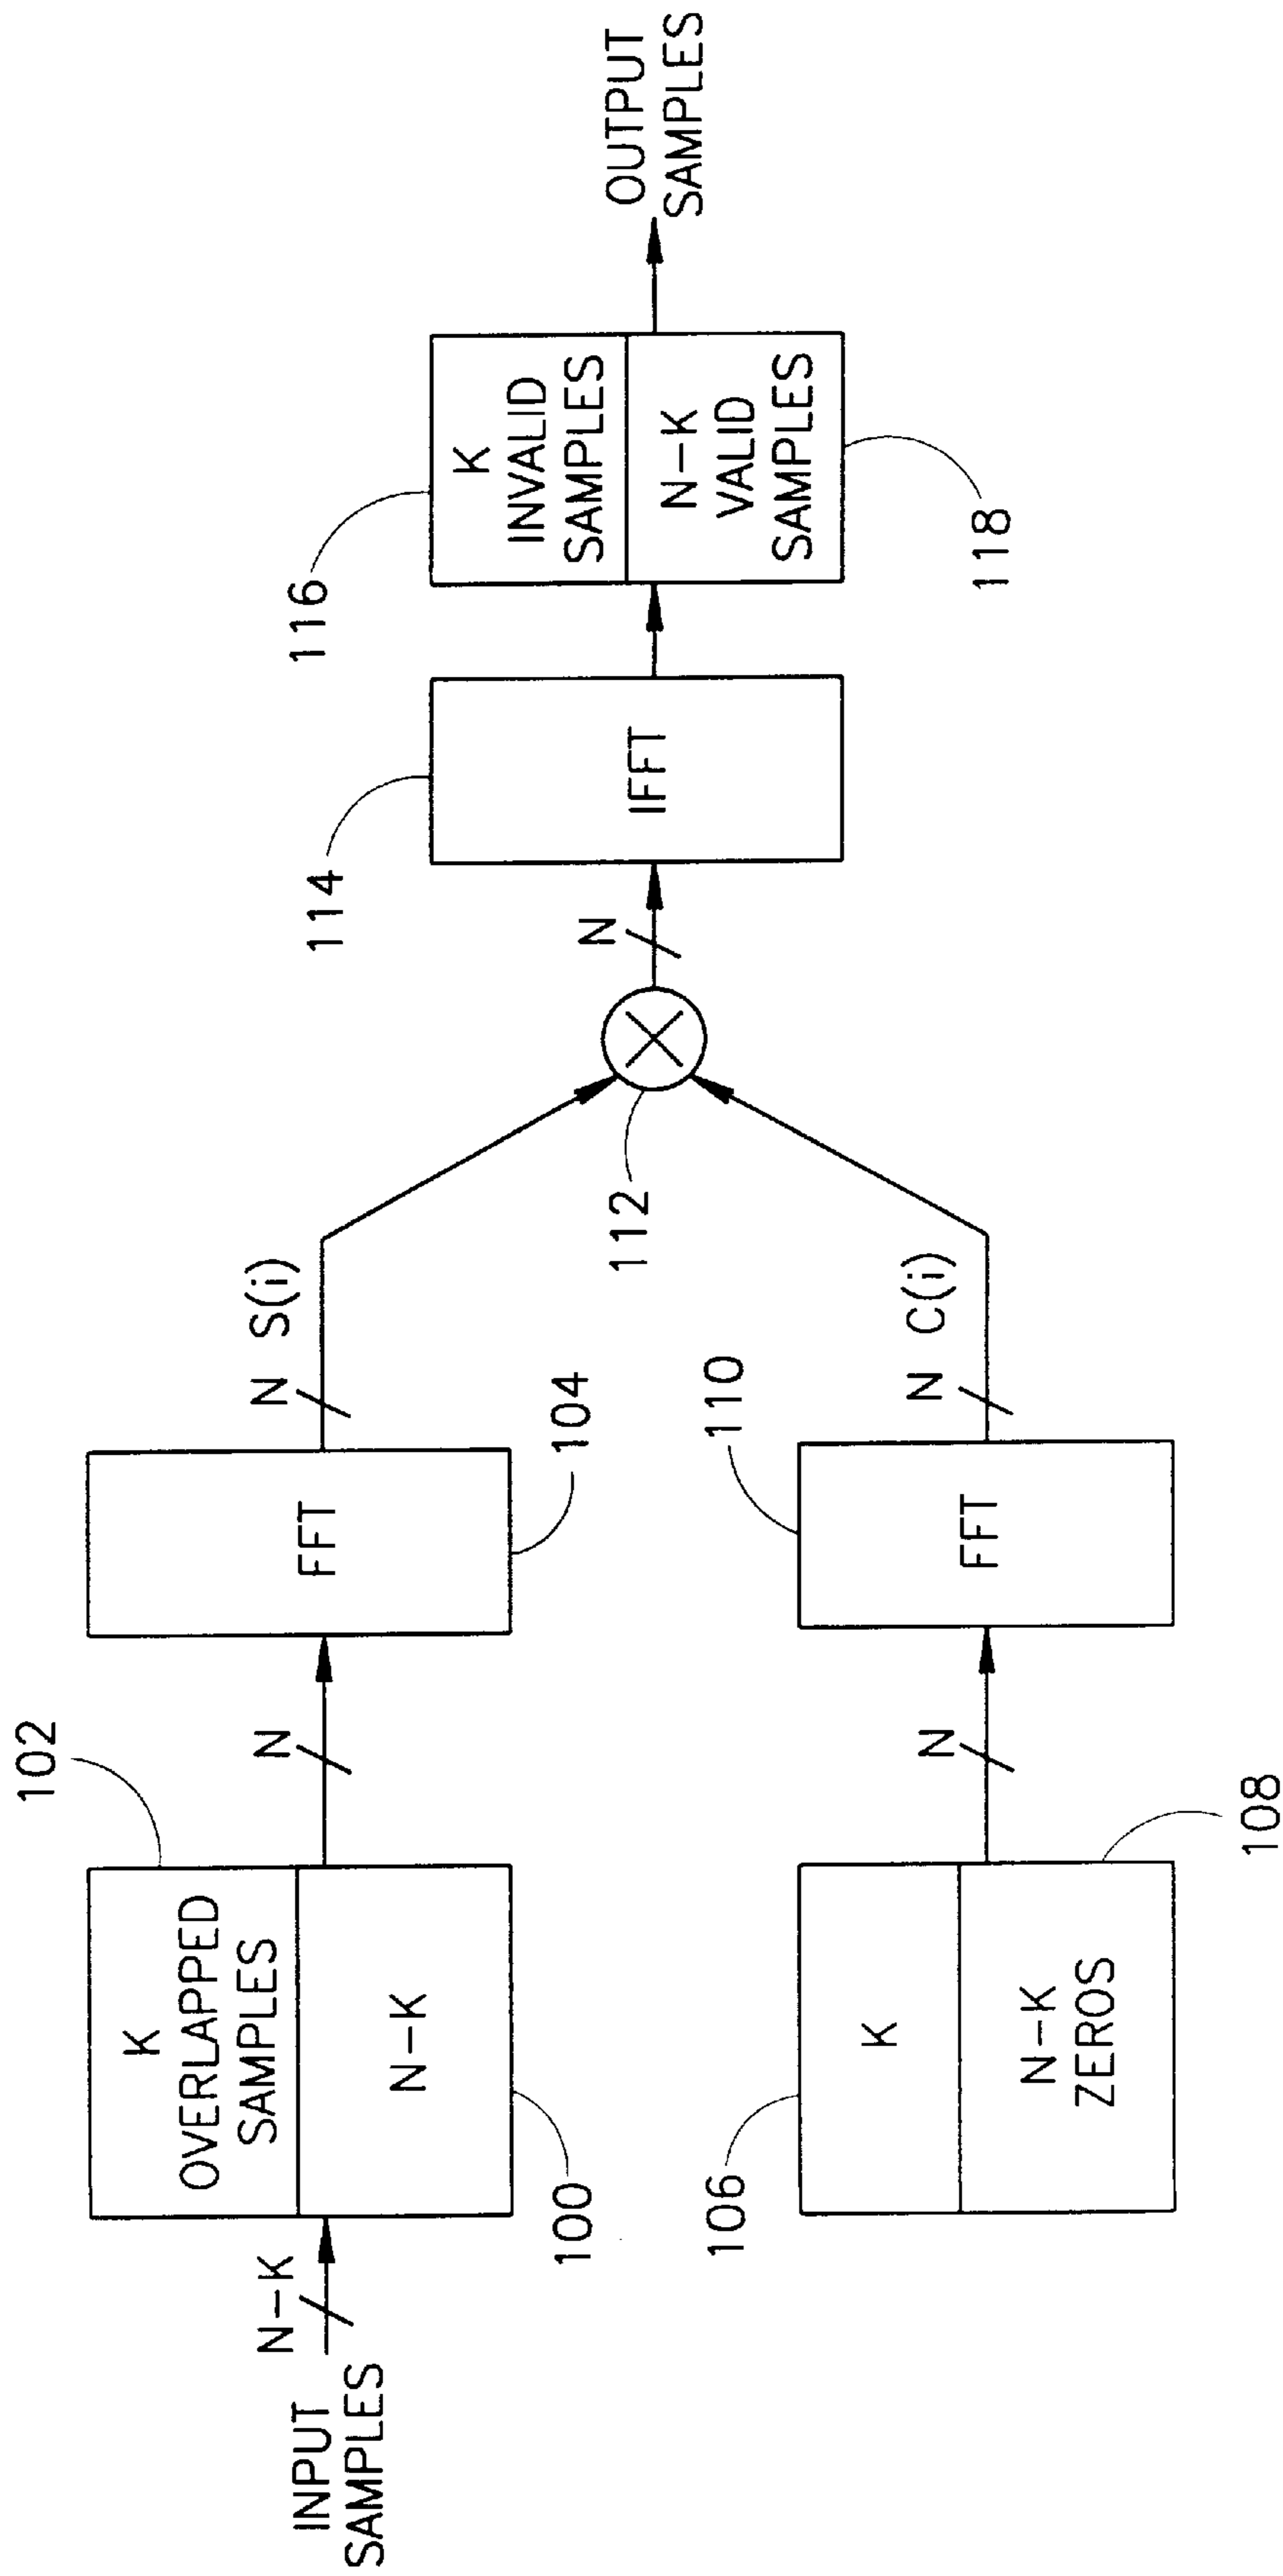 INPUT
SAMPLES
N-K
K
OVERLAPPED
SAMPLES
N-K
102
100
N
FFT
104
N
S(i)
K
N-K
ZEROS
106
108
N
FFT
110
N
C(i)
112
N
IFFT
114
K
INVALID
SAMPLES
N-K
VALID
SAMPLES
116
118
OUTPUT
SAMPLES